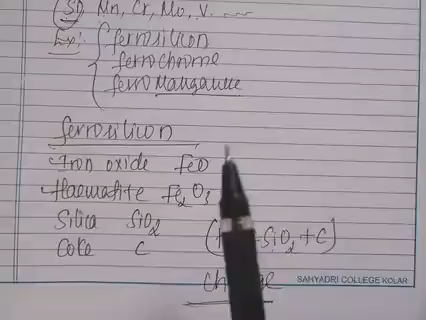 Si, Mn, Cr, Mo, V.
Ex: ferrosilicon
ferrochrome
ferro Manganese
ferrosilicon
Iron oxide FeO
Haematite Fe2O3
Silica SiO2
Coke C ( SiO2 + C)
SAHYADRI COLLEGE KOLAR